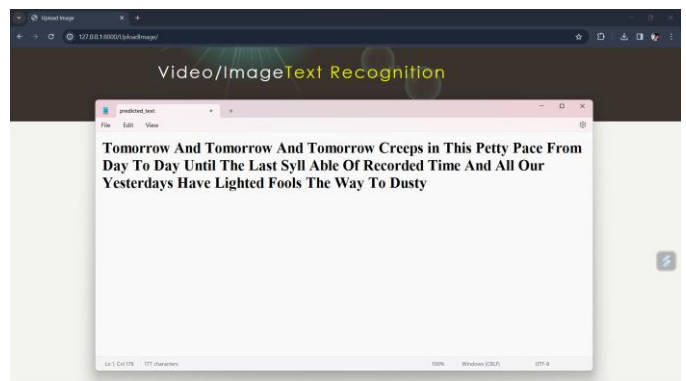 Upload Image
127.0.0.1:8000/UploadImage/
Video/ImageText Recognition
predicted_text
File Edit View
Tomorrow And Tomorrow And Tomorrow Creeps in This Petty Pace From
Day To Day Until The Last Syll Able Of Recorded Time And All Our
Yesterdays Have Lighted Fools The Way To Dusty
Ln 1, Col 178 177 characters 100% Windows (CRLF) UTF-8